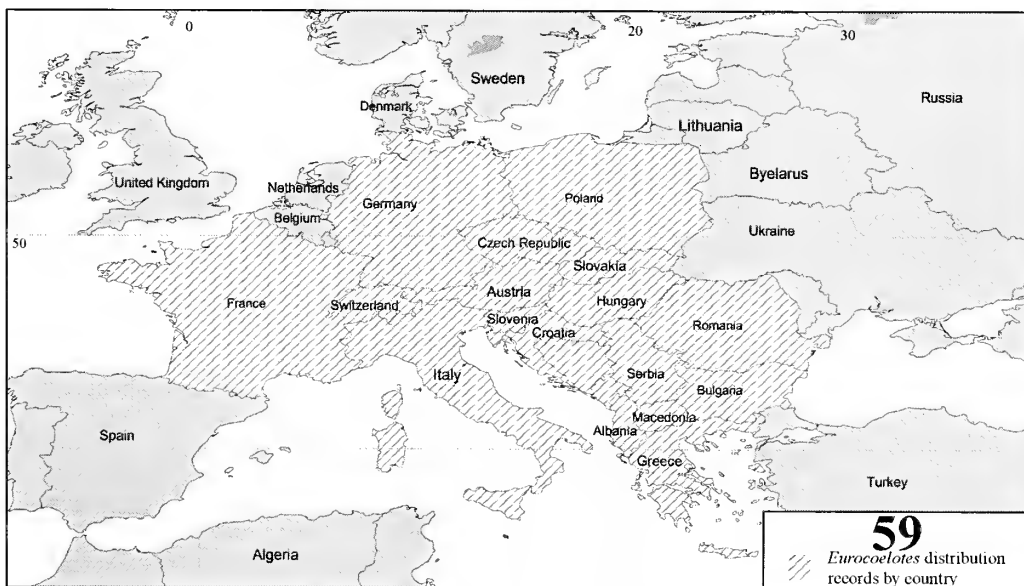 0
20
30
Sweden
Russia
Denmark
Lithuania
United Kingdom
Netherlands
Byelarus
Germany
Poland
Belgium
50
Ukraine
Czech Republic
Slovakia
Austria
France
Switzerland
Hungary
Slovenia
Romania
Croatia
Italy
Serbia
Bulgaria
Macedonia
Albania
Spain
Greece
Turkey
Algeria
59
Eurocoelotes distribution
records by country